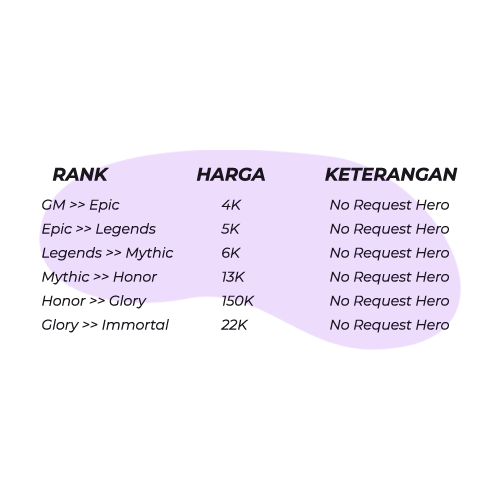 RANK HARGA KETERANGAN
GM >> Epic 4K No Request Hero
Epic >> Legends 5K No Request Hero
Legends >> Mythic 6K No Request Hero
Mythic >> Honor 13K No Request Hero
Honor >> Glory 150K No Request Hero
Glory >> Immortal 22K No Request Hero